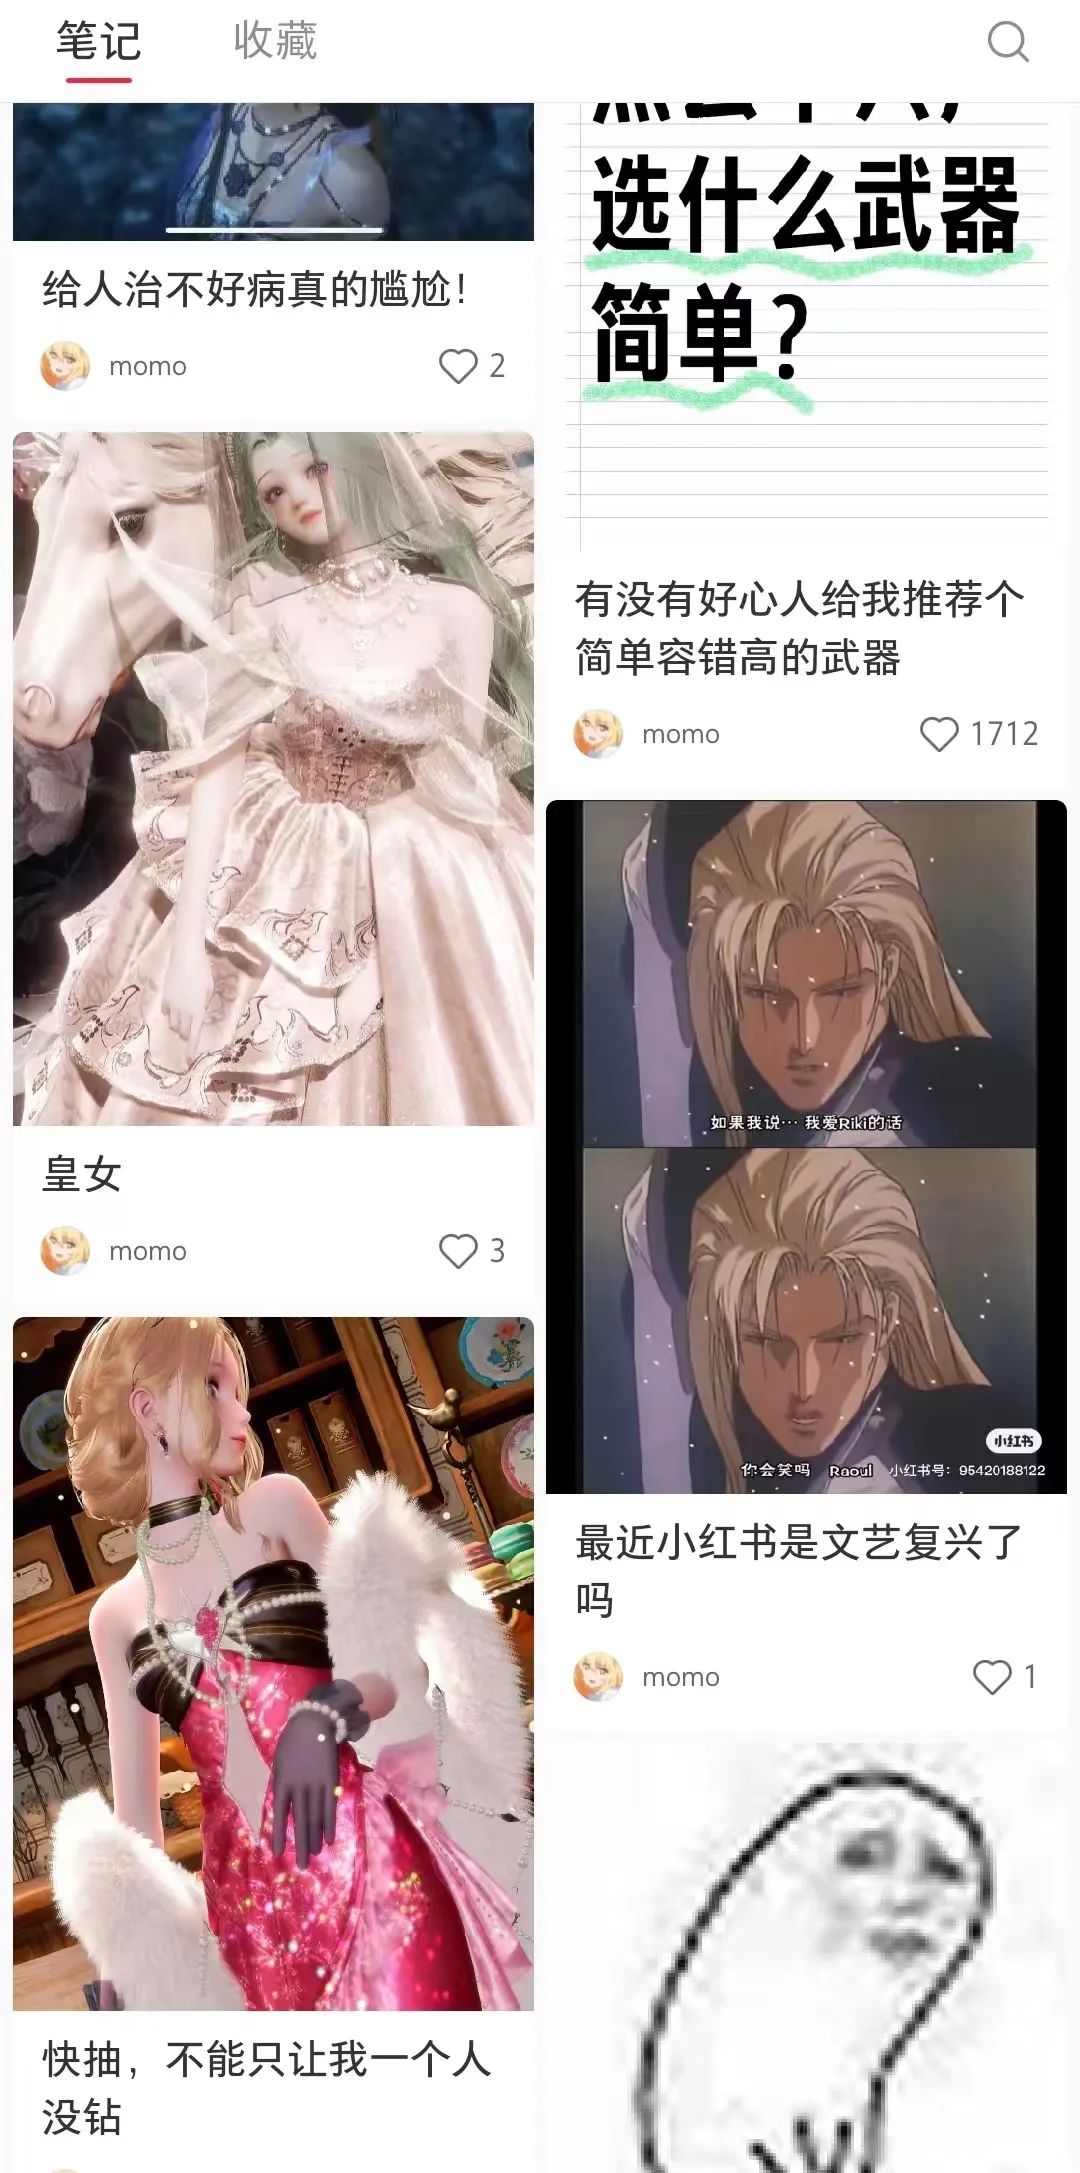 笔记
收藏
选什么武器
简单?
给人治不好病真的尴尬!
momo
2
有没有好心人给我推荐个
简单容错高的武器
momo
1712
皇女
momo
3
如果我说… 我爱Riki的话
你会笑吗 Raoul
小红书
小红书号: 95420188122
最近小红书是文艺复兴了
吗
momo
1
快抽, 不能只让我一个人
没钻